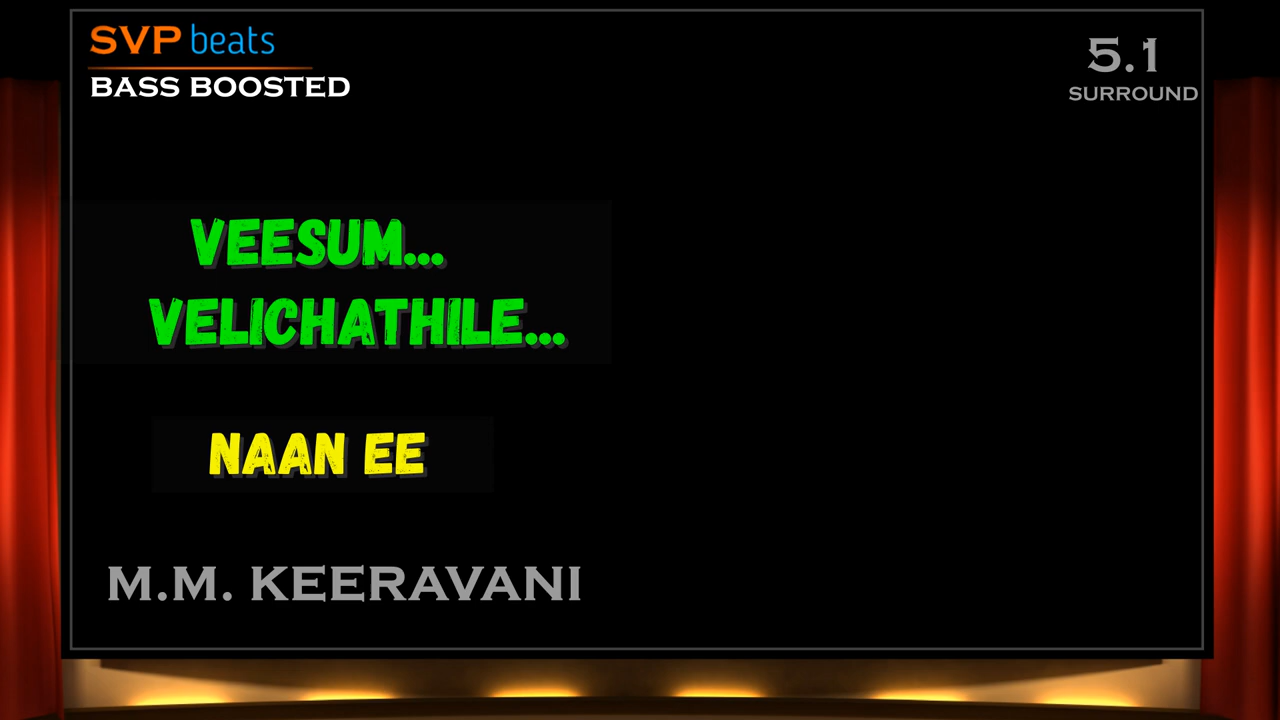 SVP beats
BASS BOOSTED
5.1
SURROUND
VEESUM...
VELICHATHILE...
NAAN EE
M.M. KEERAVANI